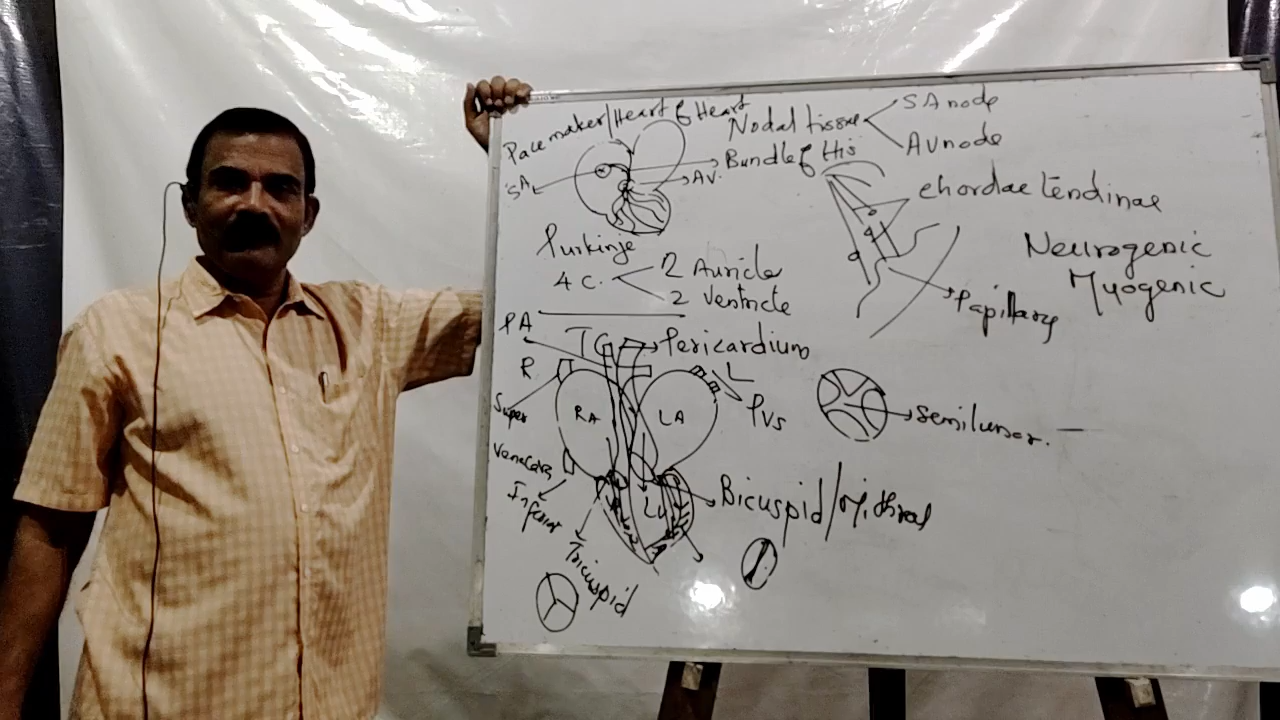 Pacemaker/Heart of Heart
Nodal tissue
SA node
AV node
SA
Bundle of His
AV
Purkinje
4 C.
2 Auricle
2 Ventricle
chordae tendinae
Papillary
Neurogenic
Myogenic
PA
Pericardium
R
L
Super
RA
LA
PVs
Semilunar.
Venacava
Inferior
LV
Bicuspid/Mithral
Tricuspid